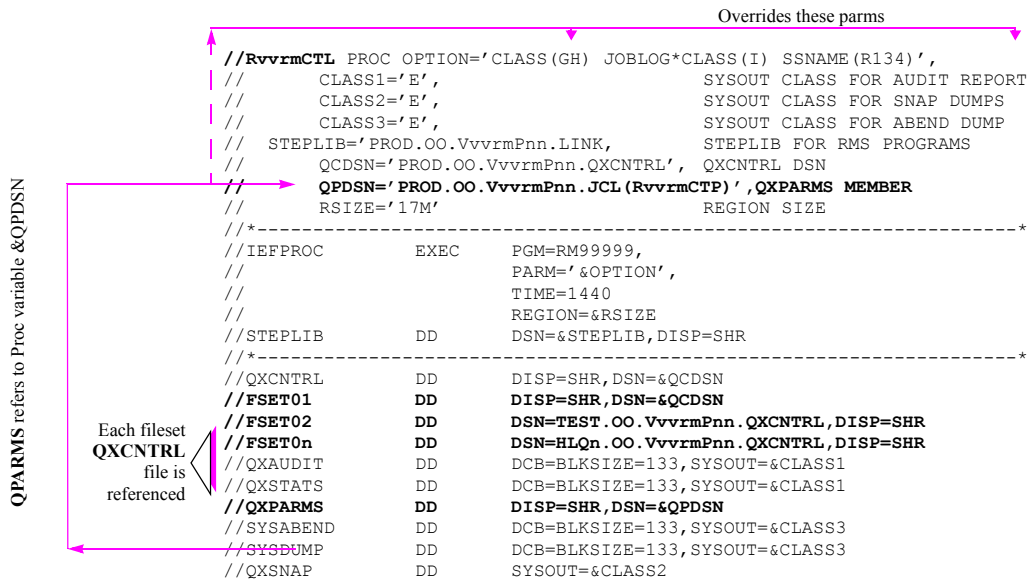 Overrides these parms
//RvvrmCTL PROC OPTION='CLASS(GH) JOBLOG*CLASS(I) SSNAME(R134)',
// CLASS1='E', SYSOUT CLASS FOR AUDIT REPORT
// CLASS2='E', SYSOUT CLASS FOR SNAP DUMPS
// CLASS3='E', SYSOUT CLASS FOR ABEND DUMP
// STEPLIB='PROD.OO.VvvrmPnn.LINK, STEPLIB FOR RMS PROGRAMS
// QCDSN='PROD.OO.VvvrmPnn.QXCNTRL', QXCNTRL DSN
// QPDSN='PROD.OO.VvvrmPnn.JCL(RvvrmCTP)',QXPARMS MEMBER
// RSIZE='17M' REGION SIZE
//*---------------------------------------------------------------------*
//IEFPROC EXEC PGM=RM99999,
// PARM='&OPTION',
// TIME=1440
// REGION=&RSIZE
//STEPLIB DD DSN=&STEPLIB,DISP=SHR
//*---------------------------------------------------------------------*
//QXCNTRL DD DISP=SHR,DSN=&QCDSN
//FSET01 DD DISP=SHR,DSN=&QCDSN
//FSET02 DD DSN=TEST.OO.VvvrmPnn.QXCNTRL,DISP=SHR
//FSET0n DD DSN=HLQn.OO.VvvrmPnn.QXCNTRL,DISP=SHR
//QXAUDIT DD DCB=BLKSIZE=133,SYSOUT=&CLASS1
//QXSTATS DD DCB=BLKSIZE=133,SYSOUT=&CLASS1
//QXPARMS DD DISP=SHR,DSN=&QPDSN
//SYSABEND DD DCB=BLKSIZE=133,SYSOUT=&CLASS3
//SYSDUMP DD DCB=BLKSIZE=133,SYSOUT=&CLASS3
//QXSNAP DD SYSOUT=&CLASS2
Each fileset
QXCNTRL
file is
referenced
QPARMS refers to Proc variable &QPDSN